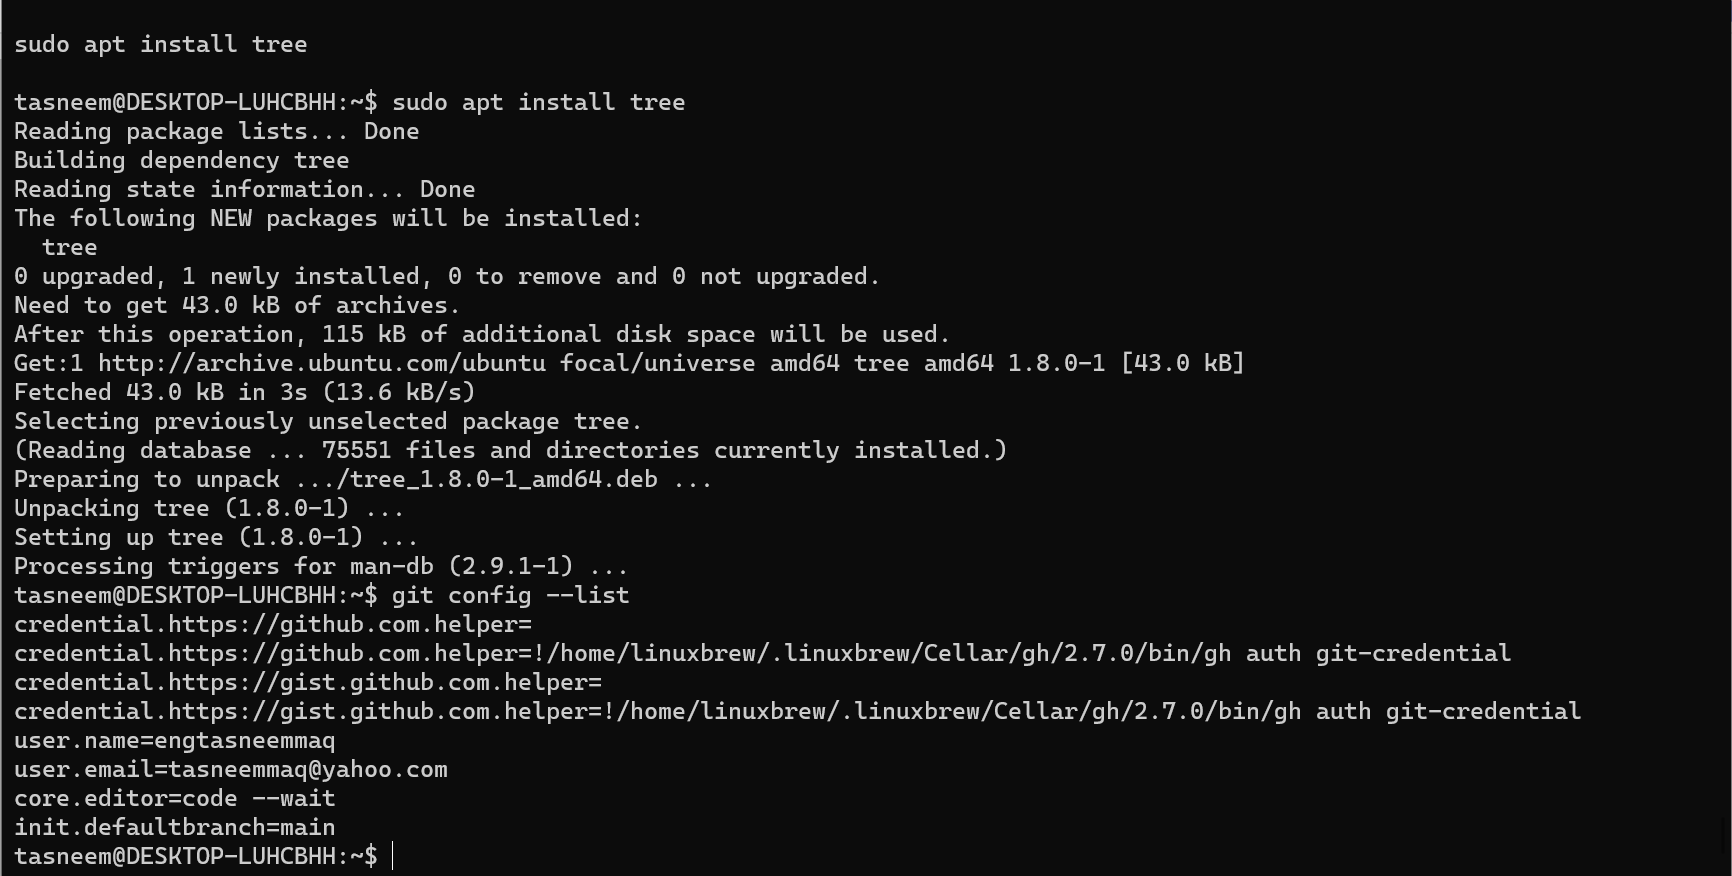 sudo apt install tree
tasneem@DESKTOP-LUHCBHH:~$ sudo apt install tree
Reading package lists... Done
Building dependency tree
Reading state information... Done
The following NEW packages will be installed:
  tree
0 upgraded, 1 newly installed, 0 to remove and 0 not upgraded.
Need to get 43.0 kB of archives.
After this operation, 115 kB of additional disk space will be used.
Get:1 http://archive.ubuntu.com/ubuntu focal/universe amd64 tree amd64 1.8.0-1 [43.0 kB]
Fetched 43.0 kB in 3s (13.6 kB/s)
Selecting previously unselected package tree.
(Reading database ... 75551 files and directories currently installed.)
Preparing to unpack .../tree_1.8.0-1_amd64.deb ...
Unpacking tree (1.8.0-1) ...
Setting up tree (1.8.0-1) ...
Processing triggers for man-db (2.9.1-1) ...
tasneem@DESKTOP-LUHCBHH:~$ git config --list
credential.https://github.com.helper=
credential.https://github.com.helper=!/home/linuxbrew/.linuxbrew/Cellar/gh/2.7.0/bin/gh auth git-credential
credential.https://gist.github.com.helper=
credential.https://gist.github.com.helper=!/home/linuxbrew/.linuxbrew/Cellar/gh/2.7.0/bin/gh auth git-credential
user.name=engtasneemmaq
user.email=tasneemmaq@yahoo.com
core.editor=code --wait
init.defaultbranch=main
tasneem@DESKTOP-LUHCBHH:~$